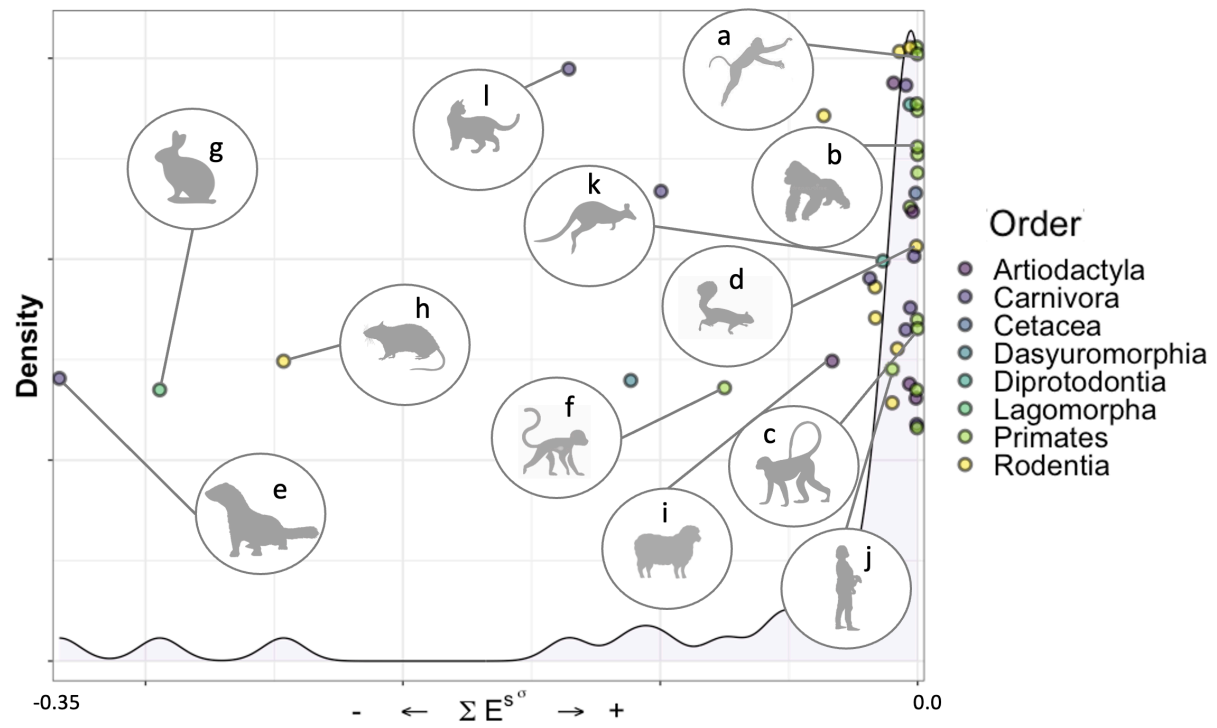 a
l
g
b
k
d
h
f
c
e
i
j
Density
-0.35
0.0
- ← Σ E^s^σ → +
Order
Artiodactyla
Carnivora
Cetacea
Dasyuromorphia
Diprotodontia
Lagomorpha
Primates
Rodentia